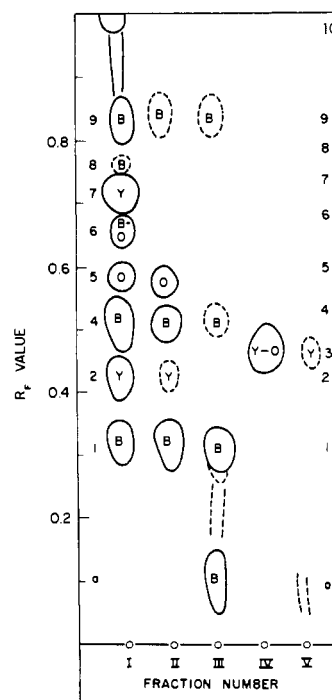 10
9 B B B 9
0.8
8 B 8
7 Y 7
6 B- 6
O
0.6
5 O O 5
4 B B B 4
Y-O Y 3
2 Y Y 2
0.4
1 B B B 1
0.2
a B a
I II III IV V
FRACTION NUMBER
R_F VALUE